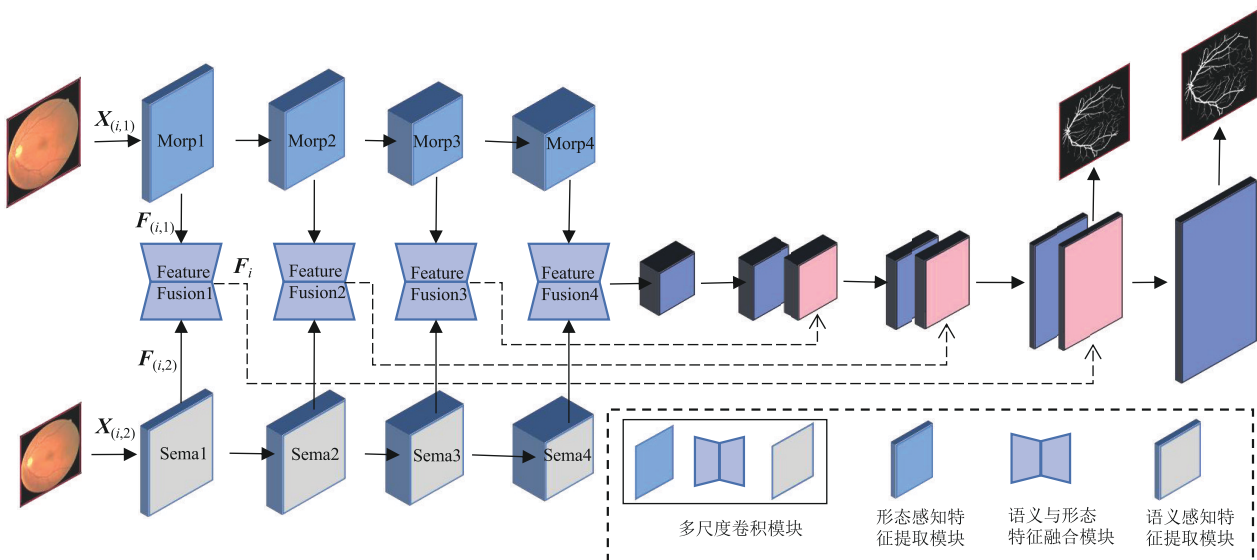 X(i,1)
Morp1
Morp2
Morp3
Morp4
F(i,1)
Feature
Fusion1
Fi
Feature
Fusion2
Feature
Fusion3
Feature
Fusion4
F(i,2)
X(i,2)
Sema1
Sema2
Sema3
Sema4
多尺度卷积模块
形态感知特
征提取模块
语义与形态
特征融合模块
语义感知特
征提取模块